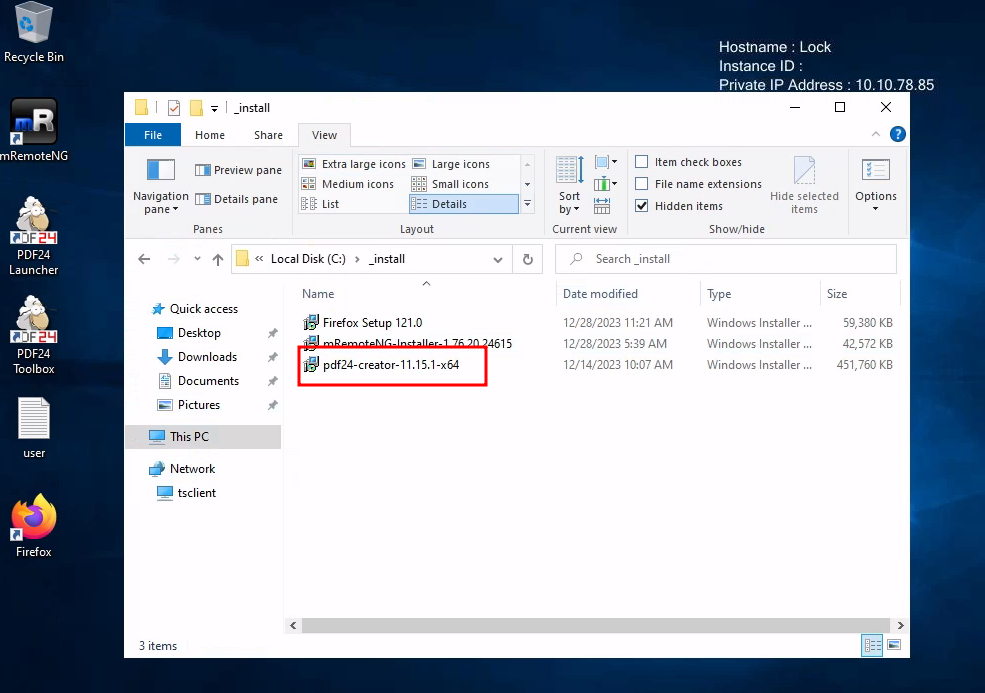 Recycle Bin
mRemoteNG
PDF24
Launcher
PDF24
Toolbox
user
Firefox
Hostname : Lock
Instance ID :
Private IP Address : 10.10.78.85
_install
File Home Share View
Navigation
pane
Preview pane
Details pane
Panes
Extra large icons Large icons
Medium icons Small icons
List Details
Layout
Sort
by
Current view
Item check boxes
File name extensions
Hidden items
Hide selected
items
Show/hide
Options
« Local Disk (C:) › _install
Search _install
Quick access
Desktop
Downloads
Documents
Pictures
This PC
Network
tsclient
Name Date modified Type Size
Firefox Setup 121.0 12/28/2023 11:21 AM Windows Installer ... 59,380 KB
mRemoteNG-Installer-1.76.20.24615 12/28/2023 5:39 AM Windows Installer ... 42,572 KB
pdf24-creator-11.15.1-x64 12/14/2023 10:07 AM Windows Installer ... 451,760 KB
3 items